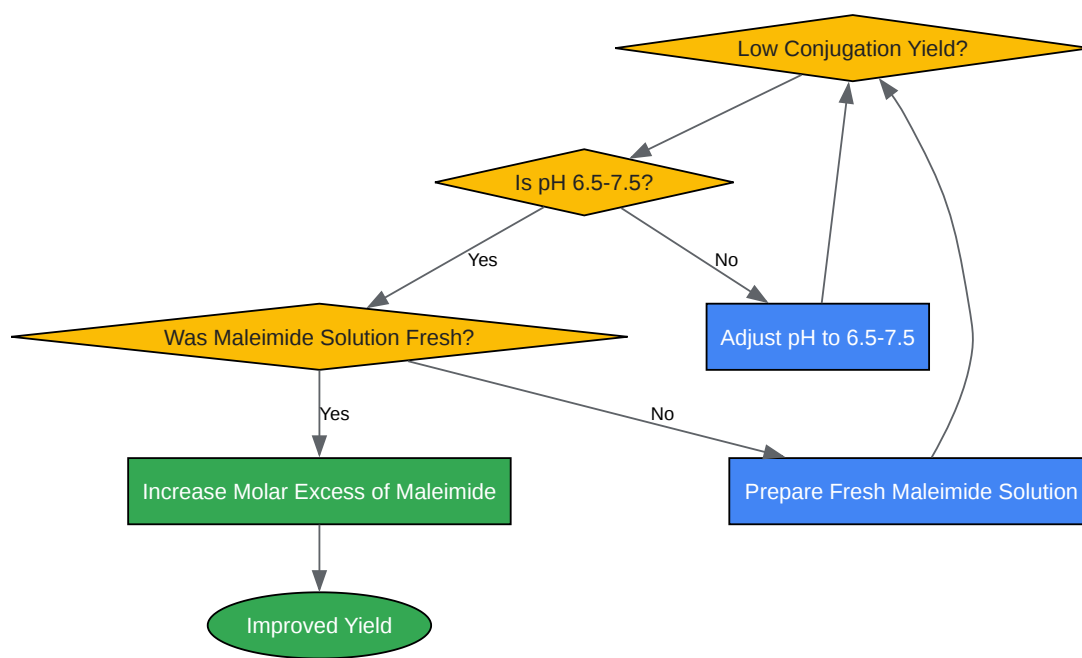 Low Conjugation Yield?
Is pH 6.5-7.5?
Yes
No
Was Maleimide Solution Fresh?
Adjust pH to 6.5-7.5
Yes
No
Increase Molar Excess of Maleimide
Prepare Fresh Maleimide Solution
Improved Yield